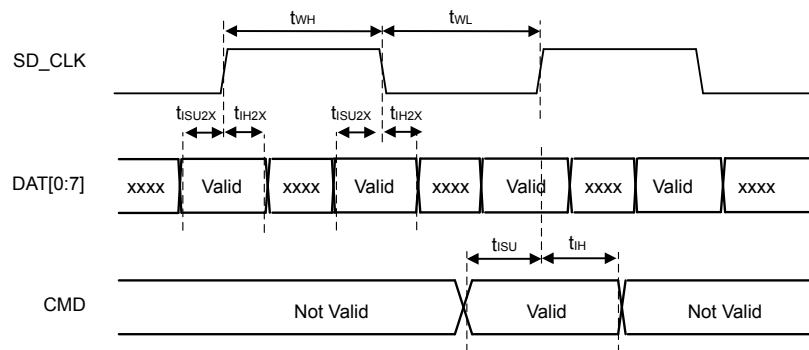 tWH tWL
SD_CLK
tISU2X tIH2X tISU2X tIH2X
DAT[0:7] xxxx Valid xxxx Valid xxxx Valid xxxx Valid xxxx
tISU tIH
CMD Not Valid Valid Not Valid